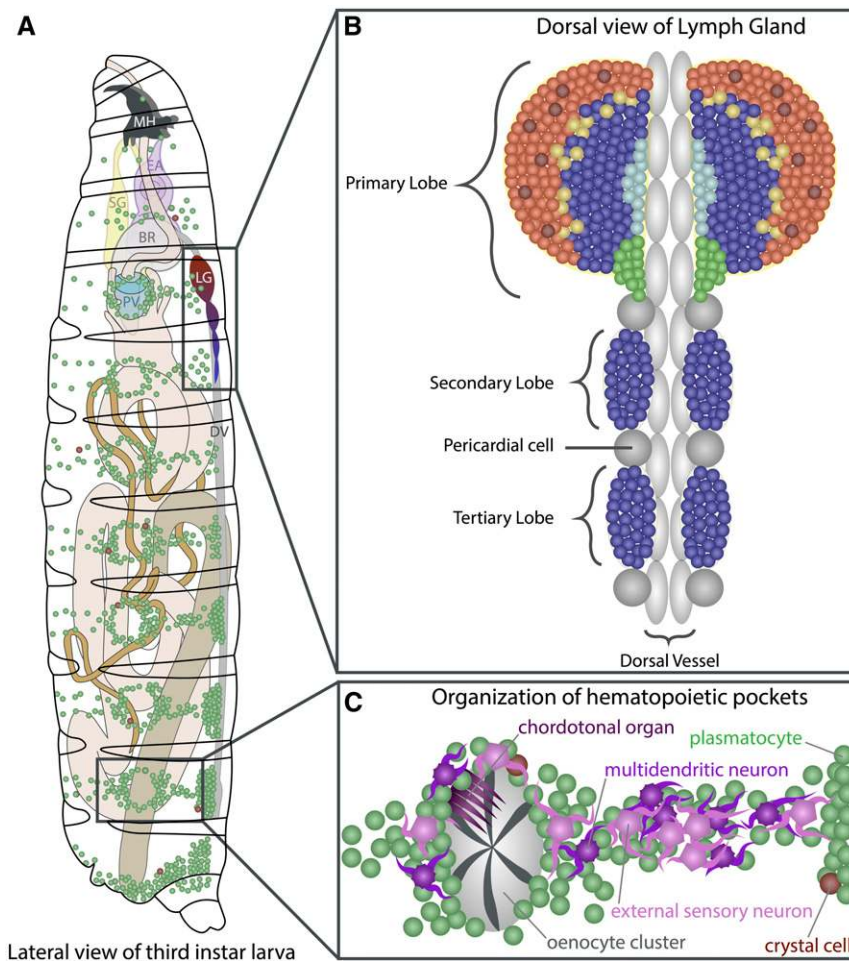 A
MH
EA
SG
BR
LG
PV
DV
Lateral view of third instar larva
B
Dorsal view of Lymph Gland
Primary Lobe
Secondary Lobe
Pericardial cell
Tertiary Lobe
Dorsal Vessel
C
Organization of hematopoietic pockets
chordotonal organ
plasmatocyte
multidendritic neuron
external sensory neuron
oenocyte cluster
crystal cell